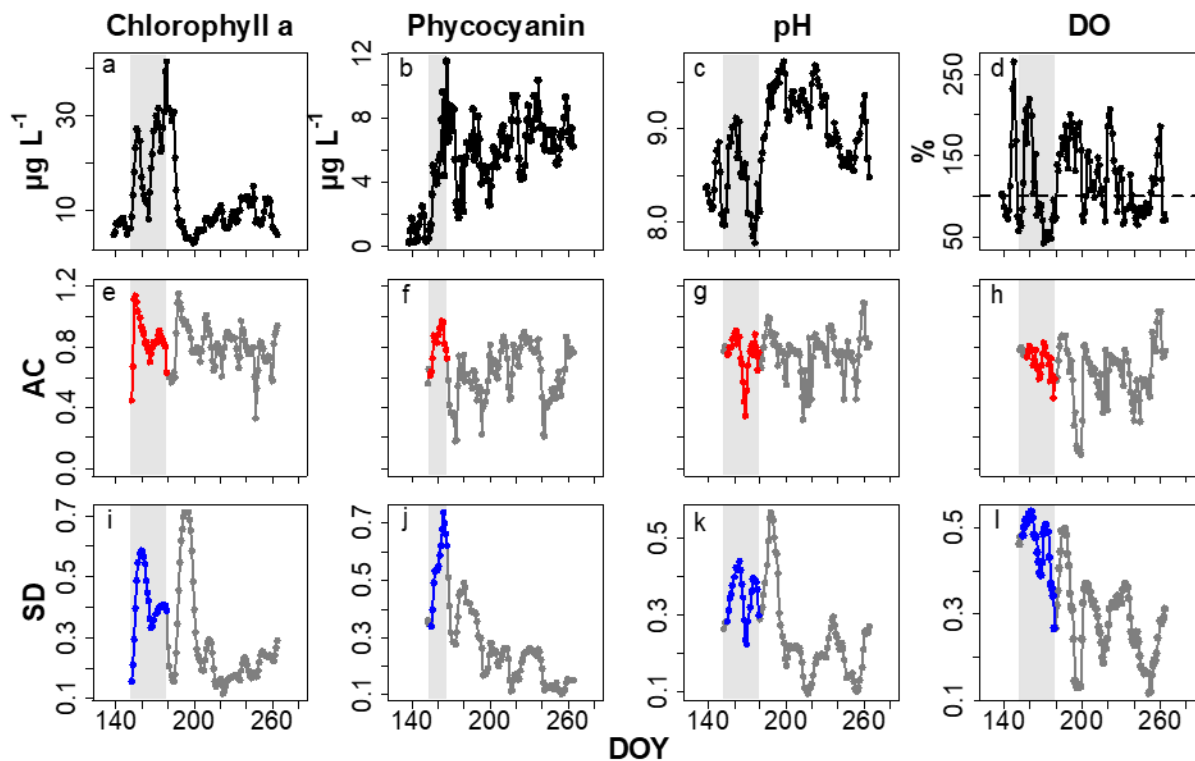 Chlorophyll a Phycocyanin pH DO
a b c d
µg L⁻¹ µg L⁻¹ %
10 30
0 4 8 12
8.0 9.0
50 150 250
e f g h
AC
0.0 0.4 0.8 1.2
i j k l
SD
0.1 0.3 0.5 0.7
0.1 0.3 0.5 0.7
0.1 0.3 0.5
0.1 0.3 0.5
140 200 260 140 200 260 140 200 260 140 200 260
DOY